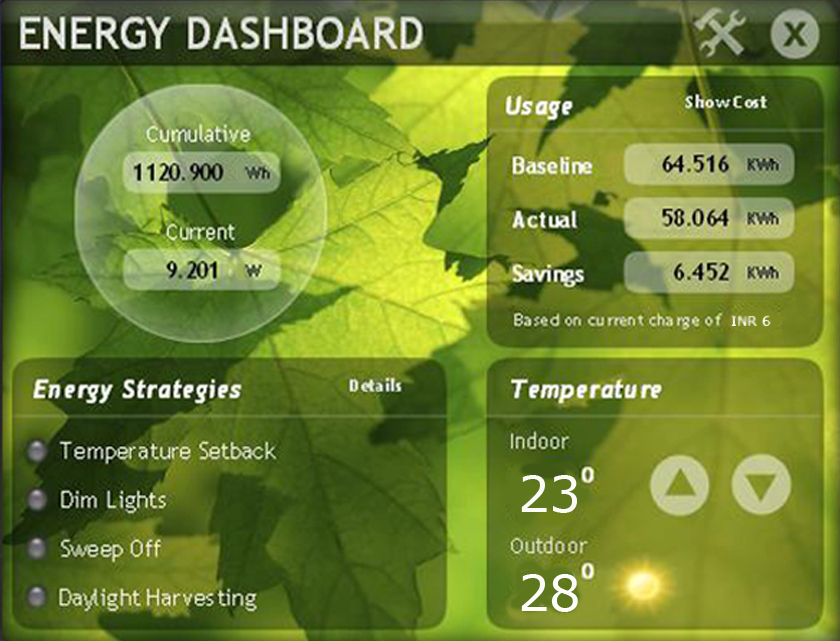 ENERGY DASHBOARD X
Cumulative
1120.900 Wh
Current
9.201 W
Usage Show Cost
Baseline 64.516 KWh
Actual 58.064 KWh
Savings 6.452 KWh
Based on current charge of INR 6
Energy Strategies Details
Temperature Setback
Dim Lights
Sweep Off
Daylight Harvesting
Temperature
Indoor
23°
Outdoor
28°